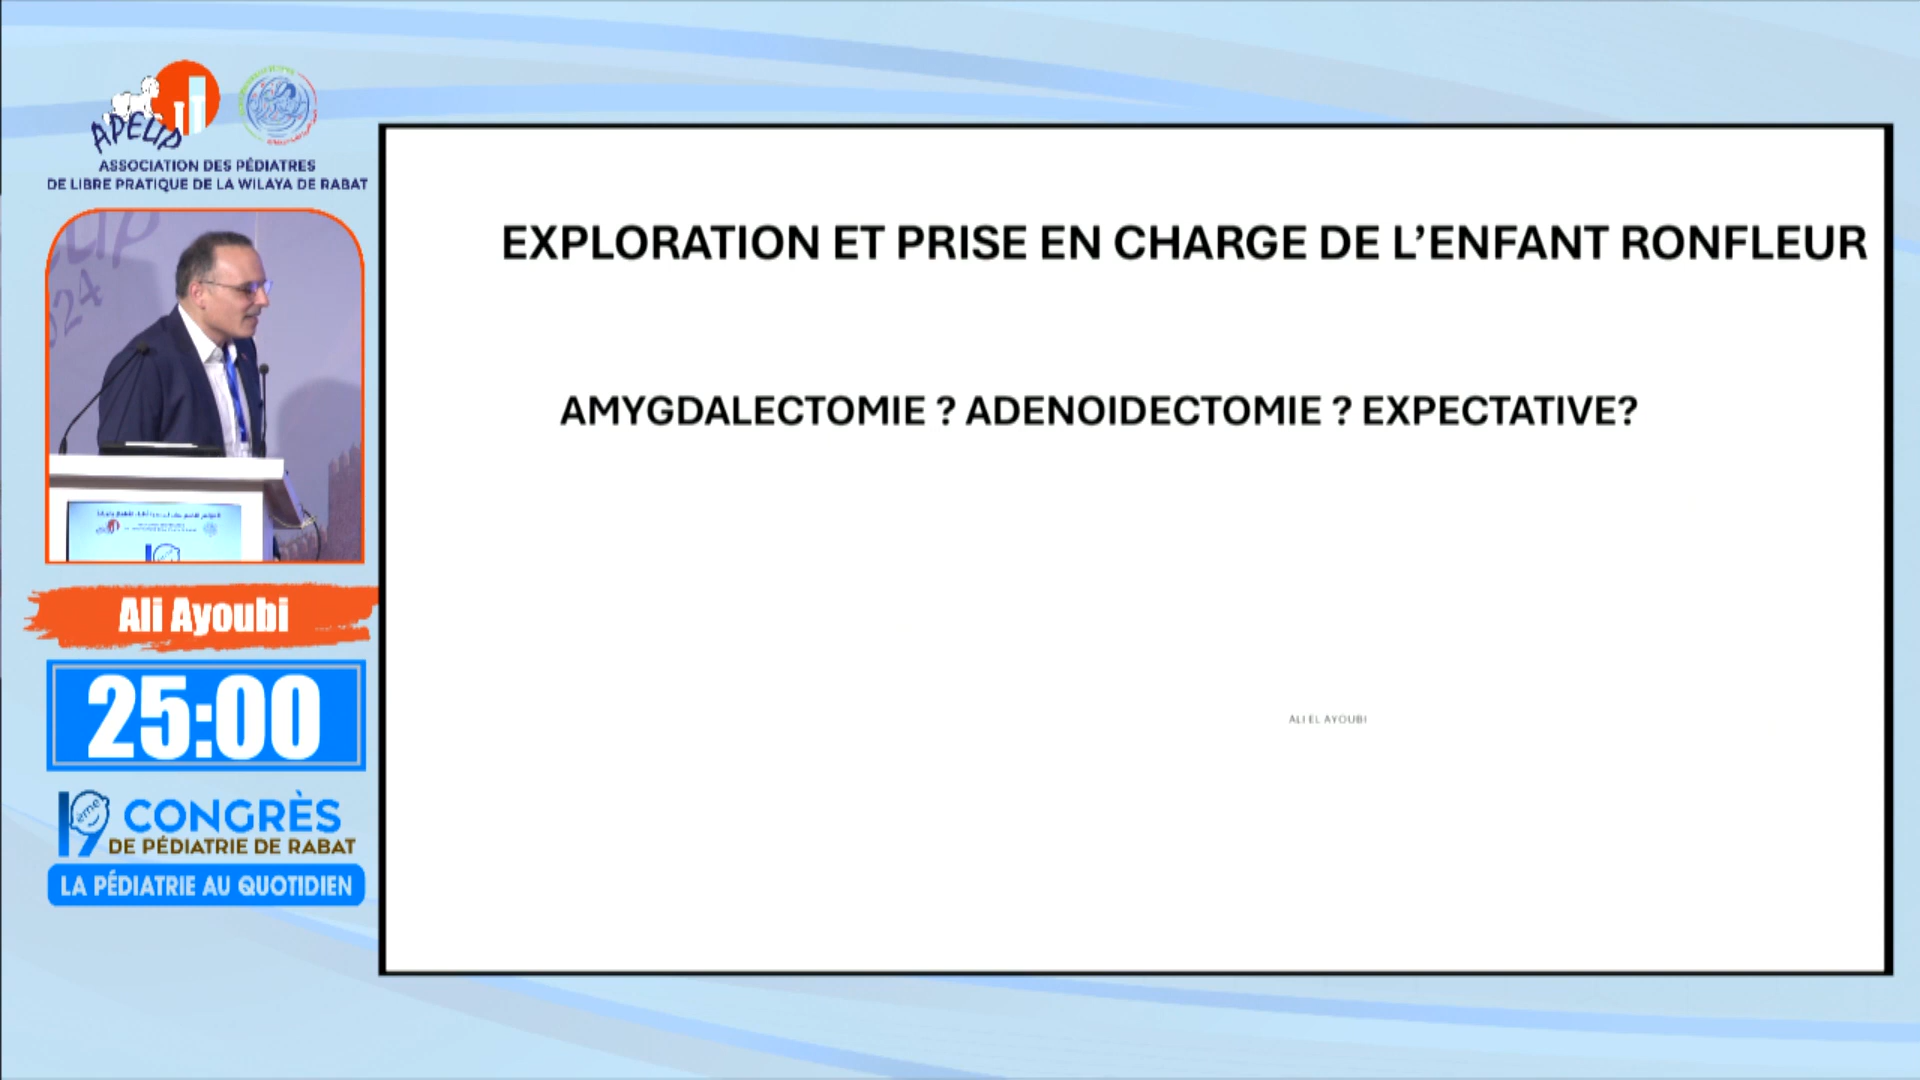 APELIP
ASSOCIATION DES PÉDIATRES
DE LIBRE PRATIQUE DE LA WILAYA DE RABAT
EXPLORATION ET PRISE EN CHARGE DE L’ENFANT RONFLEUR
AMYGDALECTOMIE ? ADENOIDECTOMIE ? EXPECTATIVE?
ALI EL AYOUBI
Ali Ayoubi
25:00
19ème CONGRÈS
DE PÉDIATRIE DE RABAT
LA PÉDIATRIE AU QUOTIDIEN